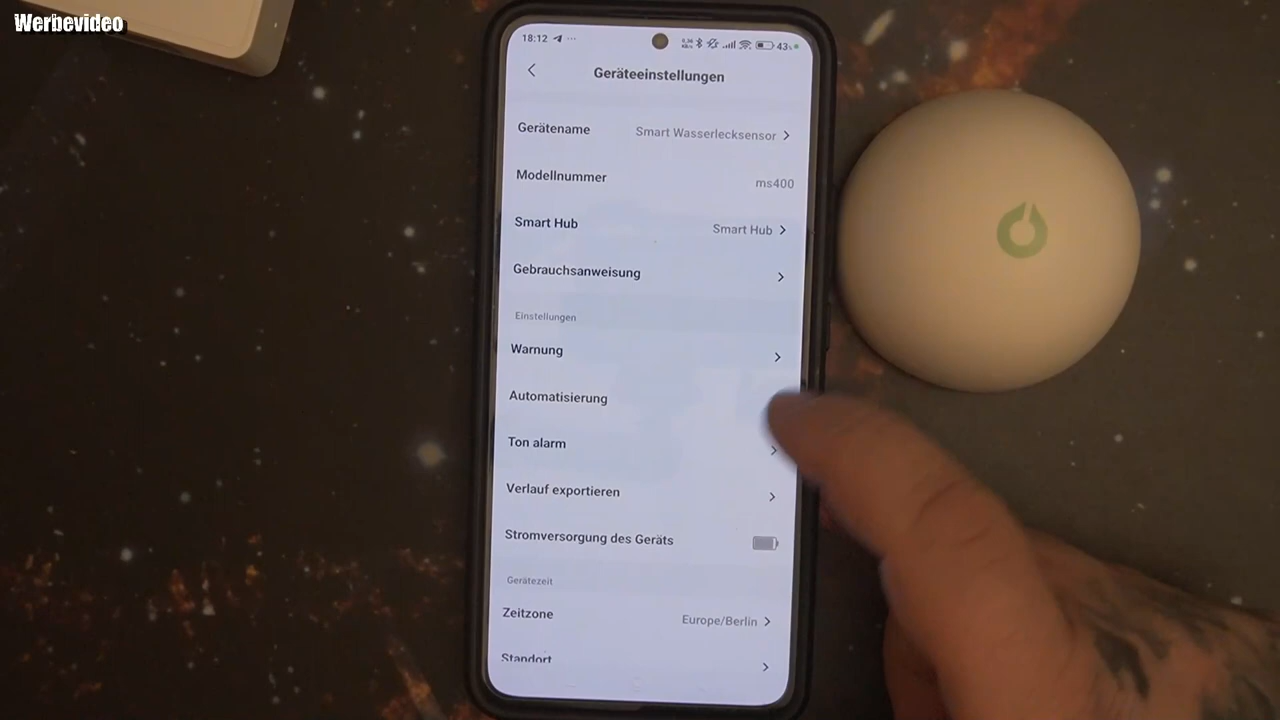 Werbevideo
18:12
43%
Geräteeinstellungen
Gerätename Smart Wasserlecksensor
Modellnummer ms400
Smart Hub Smart Hub
Gebrauchsanweisung
Einstellungen
Warnung
Automatisierung
Ton alarm
Verlauf exportieren
Stromversorgung des Geräts
Gerätezeit
Zeitzone Europe/Berlin
Standort